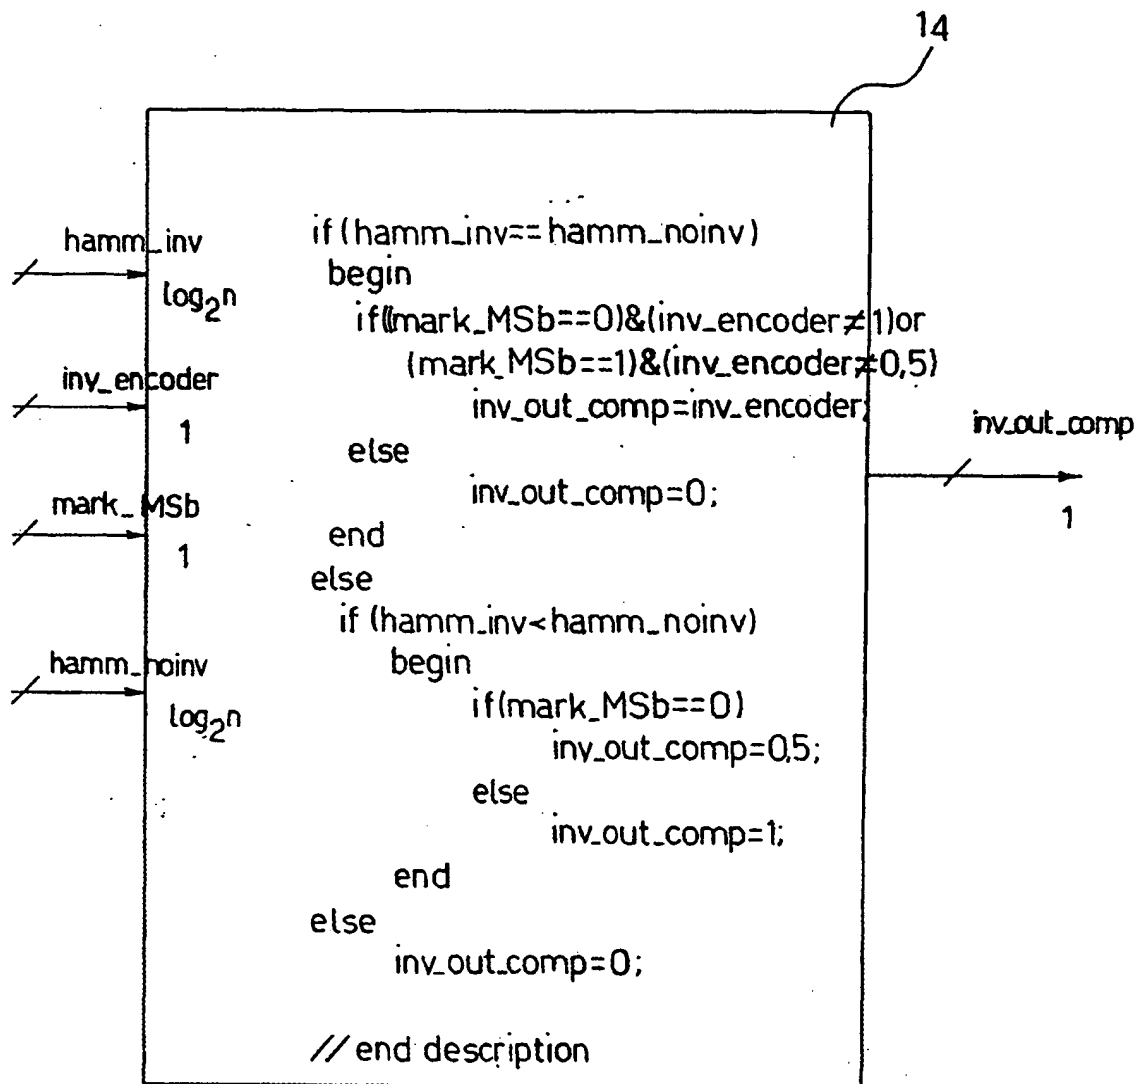 14
hamm_inv
log2n
inv_encoder
1
mark_MSb
1
hamm_noinv
log2n
if (hamm_inv==hamm_noinv)
begin
if((mark_MSb==0)&(inv_encoder≠1)or
(mark_MSb==1)&(inv_encoder≠0,5)
inv_out_comp=inv_encoder;
else
inv_out_comp=0;
end
else
if (hamm_inv<hamm_noinv)
begin
if(mark_MSb==0)
inv_out_comp=0,5;
else
inv_out_comp=1;
end
else
inv_out_comp=0;
// end description
inv_out_comp
1